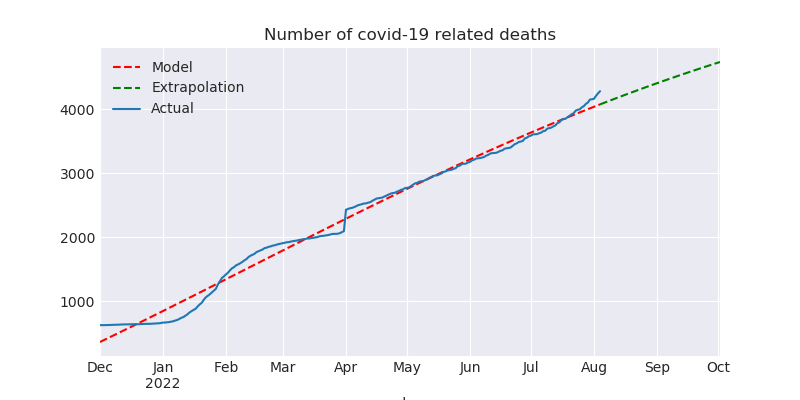 Number of covid-19 related deaths
Model
Extrapolation
Actual
4000
3000
2000
1000
Dec Jan Feb Mar Apr May Jun Jul Aug Sep Oct
2022